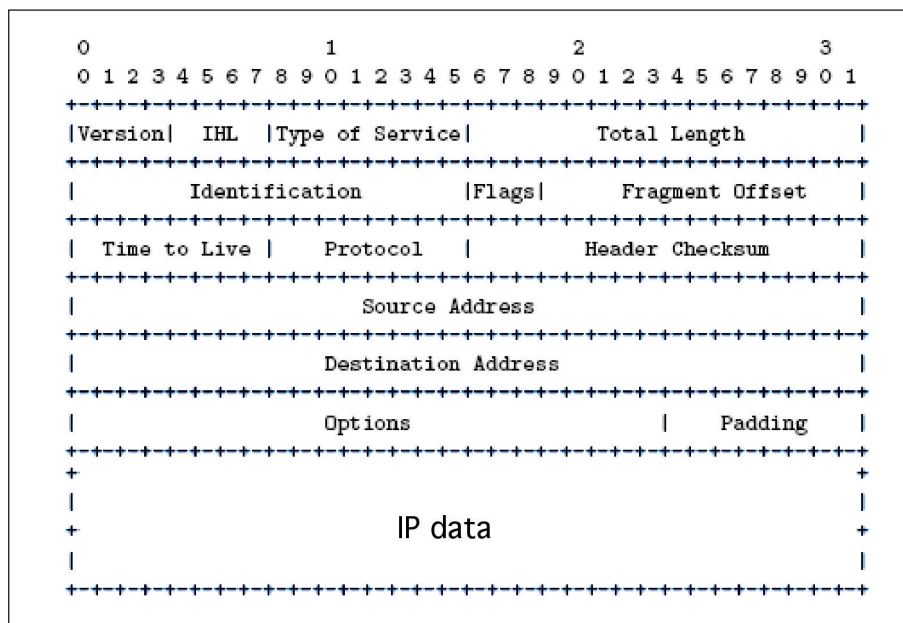 0 1 2 3
0 1 2 3 4 5 6 7 8 9 0 1 2 3 4 5 6 7 8 9 0 1 2 3 4 5 6 7 8 9 0 1
+-+-+-+-+-+-+-+-+-+-+-+-+-+-+-+-+-+-+-+-+-+-+-+-+-+-+-+-+-+-+-+-+
|Version| IHL |Type of Service| Total Length |
+-+-+-+-+-+-+-+-+-+-+-+-+-+-+-+-+-+-+-+-+-+-+-+-+-+-+-+-+-+-+-+-+
| Identification |Flags| Fragment Offset |
+-+-+-+-+-+-+-+-+-+-+-+-+-+-+-+-+-+-+-+-+-+-+-+-+-+-+-+-+-+-+-+-+
| Time to Live | Protocol | Header Checksum |
+-+-+-+-+-+-+-+-+-+-+-+-+-+-+-+-+-+-+-+-+-+-+-+-+-+-+-+-+-+-+-+-+
| Source Address |
+-+-+-+-+-+-+-+-+-+-+-+-+-+-+-+-+-+-+-+-+-+-+-+-+-+-+-+-+-+-+-+-+
| Destination Address |
+-+-+-+-+-+-+-+-+-+-+-+-+-+-+-+-+-+-+-+-+-+-+-+-+-+-+-+-+-+-+-+-+
| Options | Padding |
+-+-+-+-+-+-+-+-+-+-+-+-+-+-+-+-+-+-+-+-+-+-+-+-+-+-+-+-+-+-+-+-+
+ +
| |
+ IP data +
| |
+-+-+-+-+-+-+-+-+-+-+-+-+-+-+-+-+-+-+-+-+-+-+-+-+-+-+-+-+-+-+-+-+